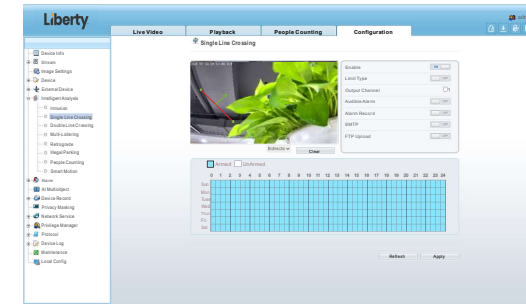 Liberty
Live Video
Playback
People Counting
Configuration
Single Line Crossing
Device Info
Stream
Image Settings
Device
External Device
Intelligent Analysis
Intrusion
Single Line Crossing
Double Line Crossing
Multi-Loitering
Retrograde
Illegal Parking
People Counting
Smart Motion
Alarm
AI Multiobject
Device Record
Privacy Masking
Network Service
Privilege Manager
Protocol
Device Log
Maintenance
Local Config
Enable
Limit Type
Output Channel
1
Audible Alarm
Alarm Record
SMTP
FTP Upload
Clear
Armed UnArmed
0 1 2 3 4 5 6 7 8 9 10 11 12 13 14 15 16 17 18 19 20 21 22 23 24
Sun
Mon
Tues
Wed
Thur
Fri
Sat
Refresh
Apply